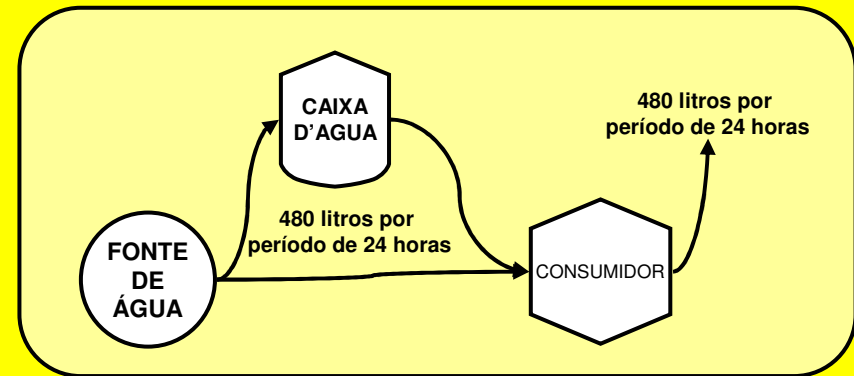 CAIXA
D'AGUA
480 litros por
período de 24 horas
480 litros por
período de 24 horas
FONTE
DE
ÁGUA
CONSUMIDOR